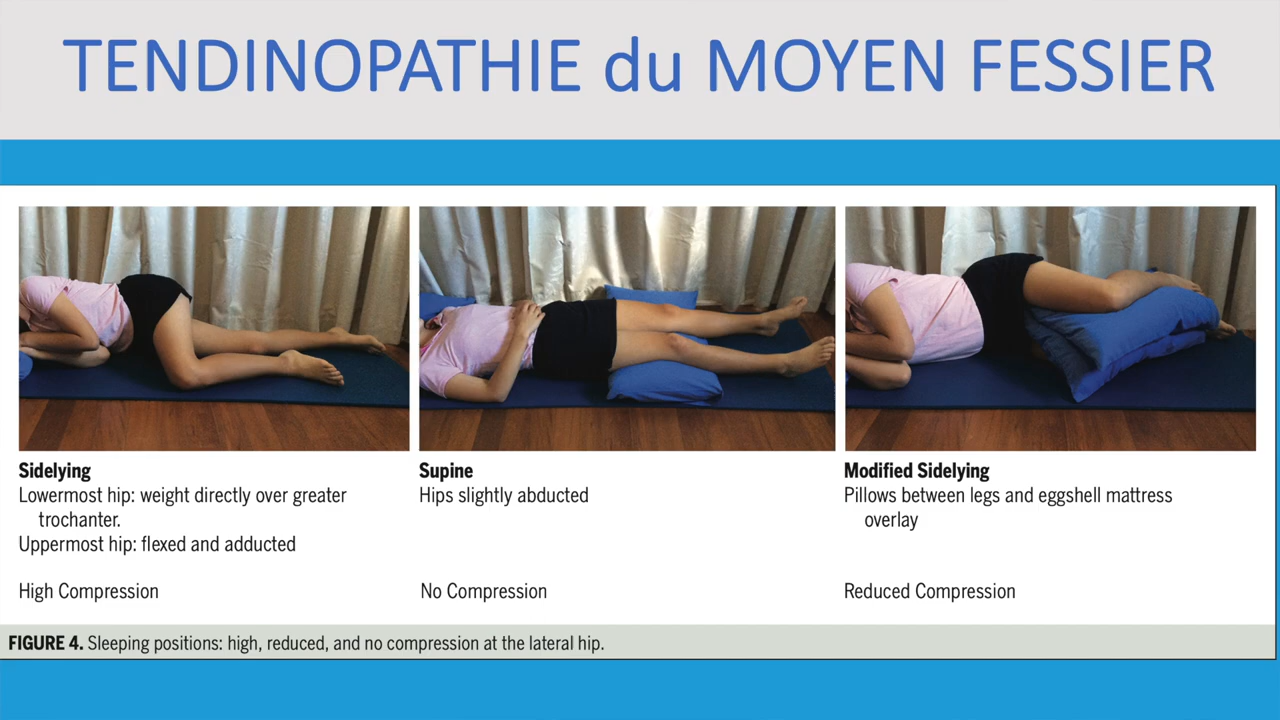 TENDINOPATHIE du MOYEN FESSIER
Sidelying
Lowermost hip: weight directly over greater
trochanter.
Uppermost hip: flexed and adducted
High Compression
Supine
Hips slightly abducted
No Compression
Modified Sidelying
Pillows between legs and eggshell mattress
overlay
Reduced Compression
FIGURE 4. Sleeping positions: high, reduced, and no compression at the lateral hip.